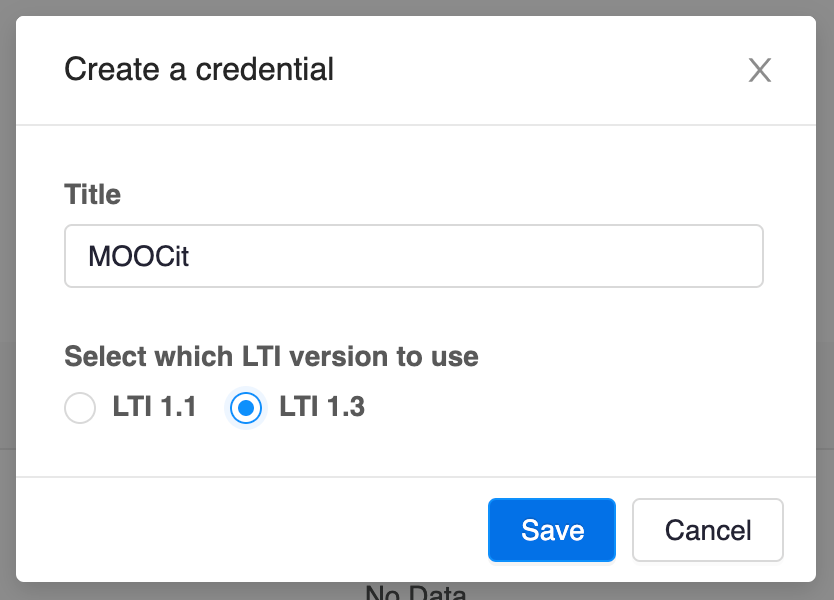 Create a credential
X
Title
MOOCit
Select which LTI version to use
LTI 1.1 LTI 1.3
Save Cancel
No Data